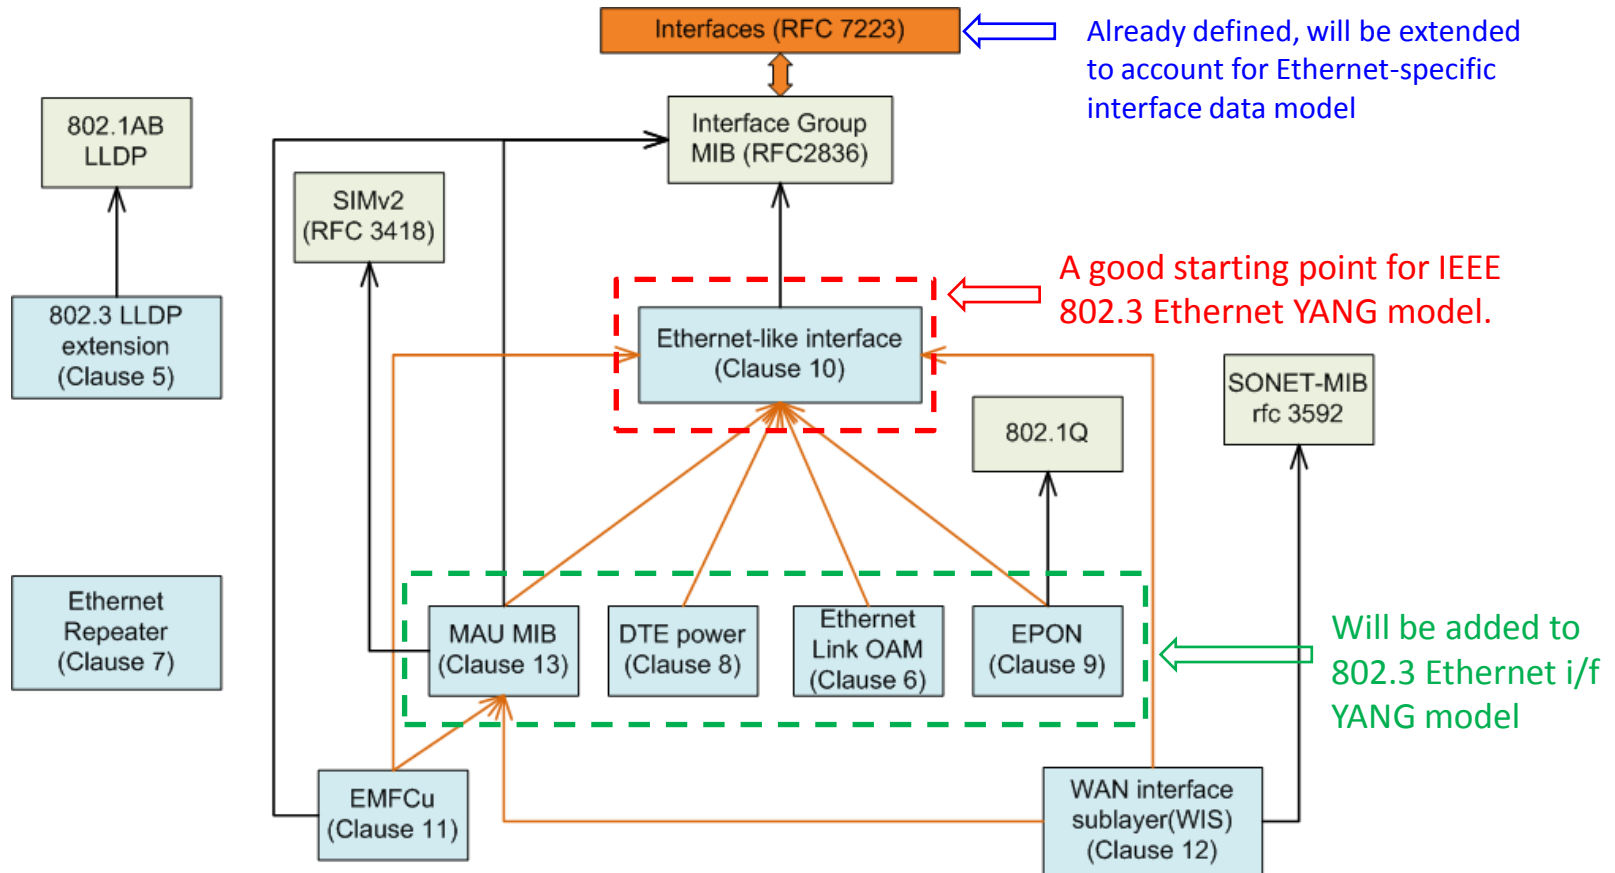 Interfaces (RFC 7223)
Already defined, will be extended
to account for Ethernet-specific
interface data model
802.1AB
LLDP
Interface Group
MIB (RFC2836)
SIMv2
(RFC 3418)
A good starting point for IEEE
802.3 Ethernet YANG model.
802.3 LLDP
extension
(Clause 5)
Ethernet-like interface
(Clause 10)
SONET-MIB
rfc 3592
802.1Q
Ethernet
Repeater
(Clause 7)
MAU MIB
(Clause 13)
DTE power
(Clause 8)
Ethernet
Link OAM
(Clause 6)
EPON
(Clause 9)
Will be added to
802.3 Ethernet i/f
YANG model
EMFCu
(Clause 11)
WAN interface
sublayer(WIS)
(Clause 12)